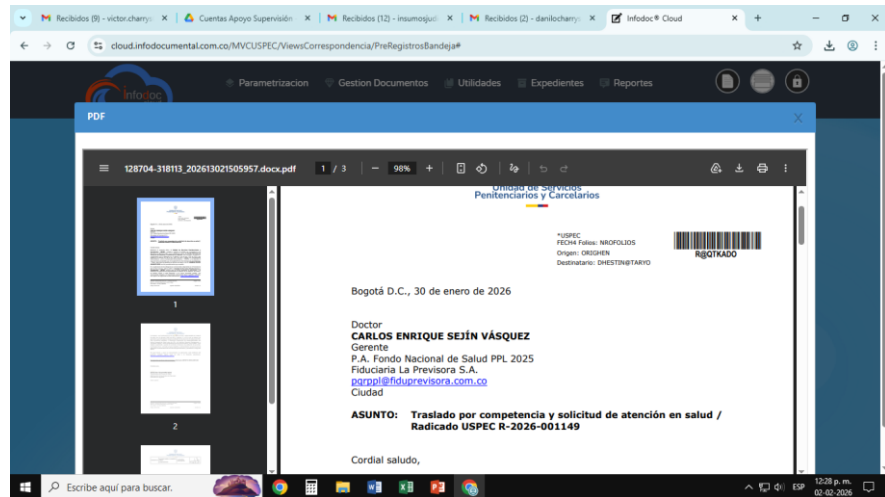 Recibidos (9) - victor.charrys
Cuentas Apoyo Supervisión
Recibidos (12) - insumosjudi
Recibidos (2) - danilocharrys
Infodoc® Cloud
cloud.infodocumental.com.co/MVCUSPEC/ViewsCorrespondencia/PreRegistrosBandeja#
infodoc
Parametrizacion
Gestion Documentos
Utilidades
Expedientes
Reportes
PDF
X
128704-318113_202613021505957.docx.pdf
1 / 3
98%
1
2
Unidad de Servicios
Penitenciarios y Carcelarios
*USPEC
FECH4 Folios: NROFOLIOS
Origen: ORIGHEN
Destinatario: DHESTIN@TARYO
R@QTKADO
Bogotá D.C., 30 de enero de 2026
Doctor
CARLOS ENRIQUE SEJÍN VÁSQUEZ
Gerente
P.A. Fondo Nacional de Salud PPL 2025
Fiduciaria La Previsora S.A.
pqrppl@fiduprevisora.com.co
Ciudad
ASUNTO: Traslado por competencia y solicitud de atención en salud /
Radicado USPEC R-2026-001149
Cordial saludo,
Escribe aquí para buscar.
ESP
12:28 p. m.
02-02-2026